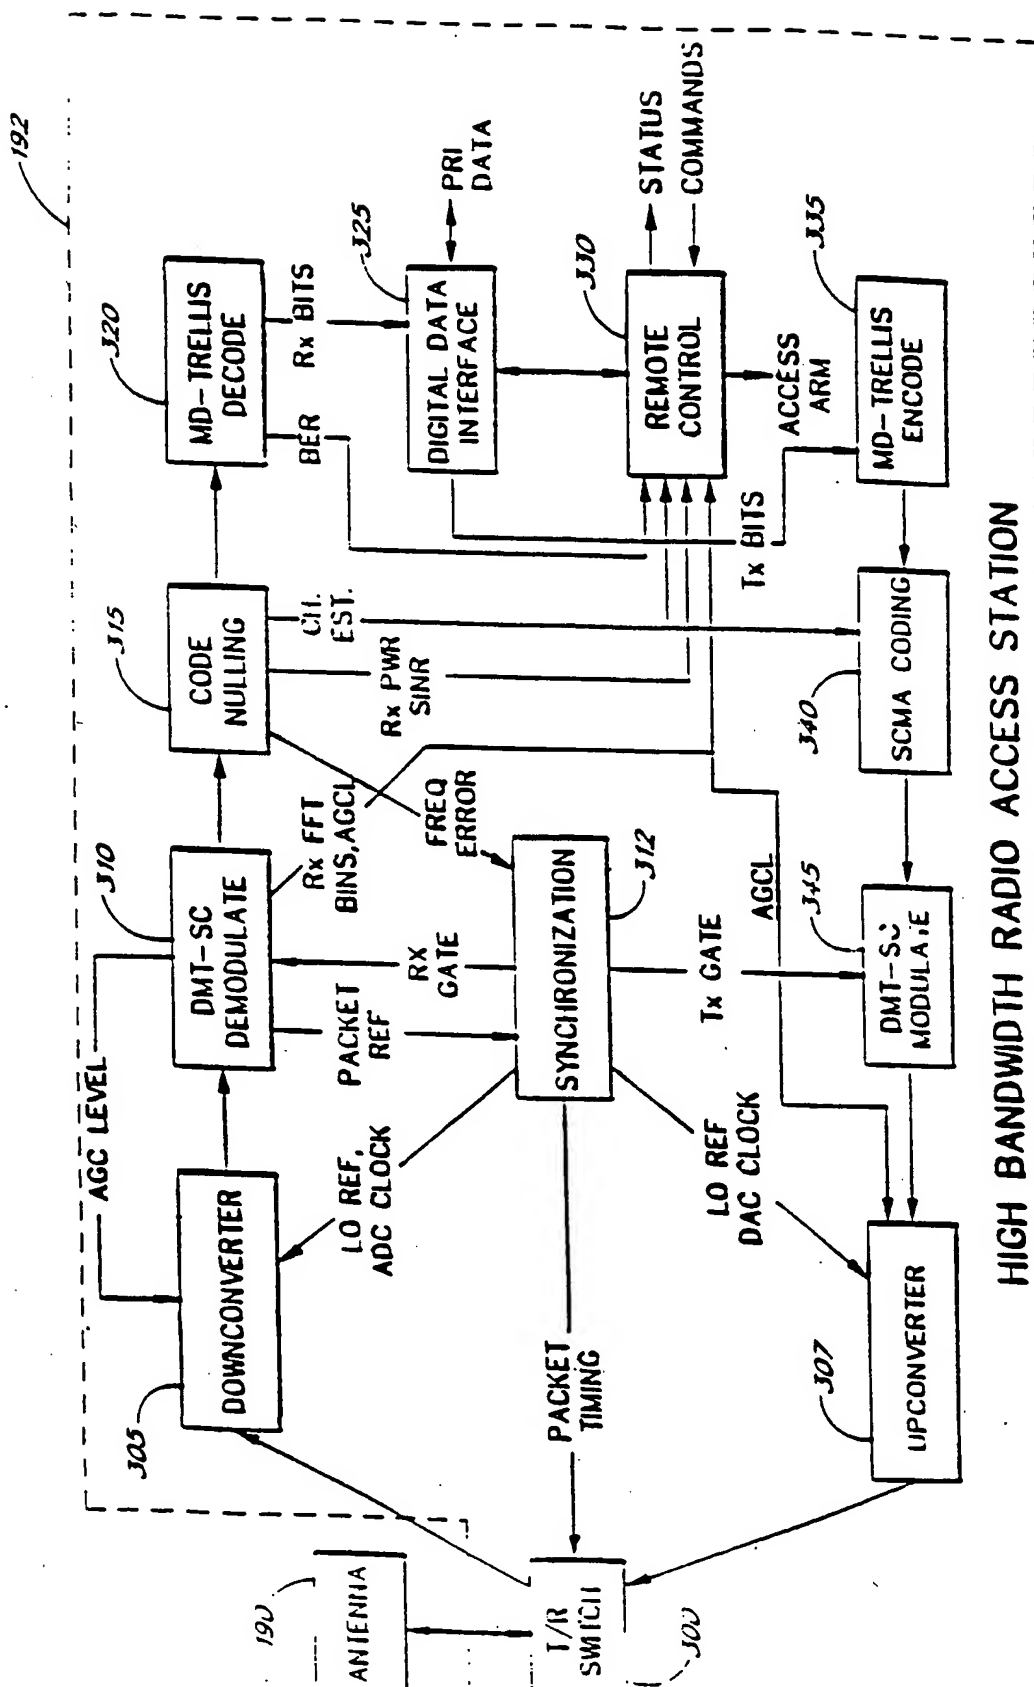 192
190
ANTENNA
T/R
SWITCH
300
305
DOWNCONVERTER
AGC LEVEL
310
DMT-SC
DEMODULATE
315
CODE
NULLING
320
MD-TRELLIS
DECODE
LO REF,
ADC CLOCK
PACKET
REF
RX
GATE
Rx FFT
BINS,AGCL
FREQ
ERROR
Rx PWR
SINR
CH.
EST.
BER
Rx BITS
325
DIGITAL DATA
INTERFACE
PRI
DATA
PACKET
TIMING
SYNCHRONIZATION
312
330
REMOTE
CONTROL
STATUS
COMMANDS
ACCESS
ARM
Tx BITS
LO REF
DAC CLOCK
Tx GATE
AGCL
307
UPCONVERTER
345
DMT-SC
MODULATE
340
SCMA CODING
335
MD-TRELLIS
ENCODE
HIGH BANDWIDTH RADIO ACCESS STATION